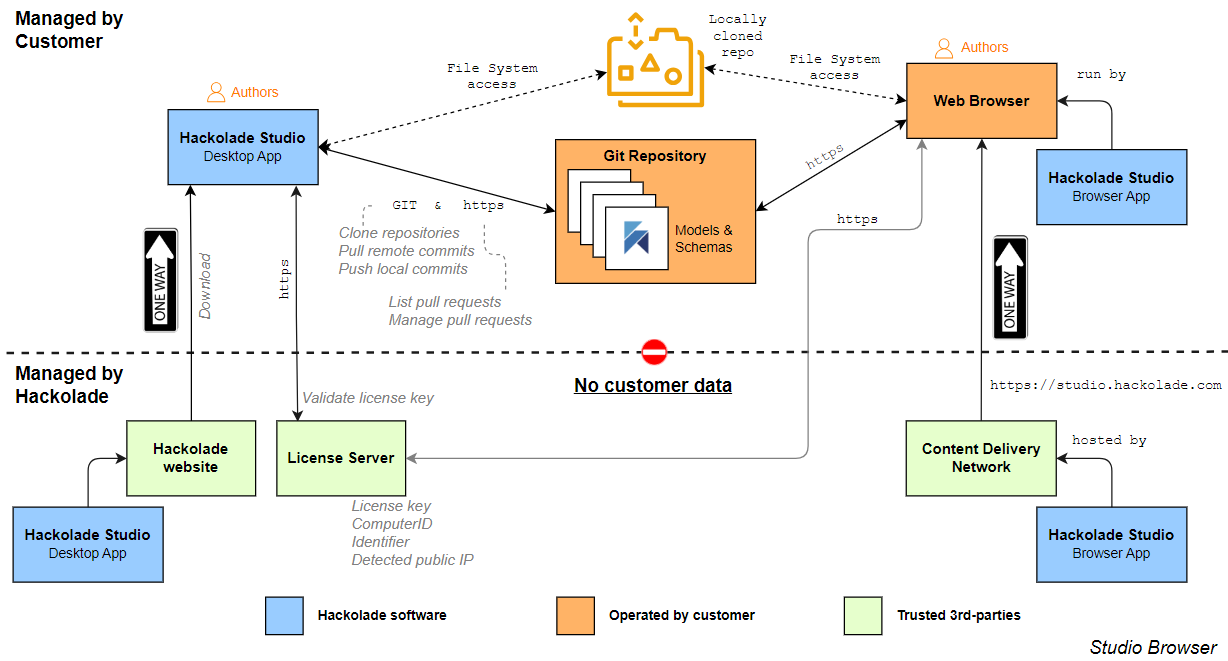 Managed by
Customer
Locally
cloned
repo
File System
access
File System
access
Authors
Authors
run by
Hackolade Studio
Desktop App
Web Browser
Git Repository
Models &
Schemas
https
Hackolade Studio
Browser App
GIT & https
Clone repositories
Pull remote commits
Push local commits
List pull requests
Manage pull requests
https
ONE WAY
Download
https
ONE WAY
No customer data
Managed by
Hackolade
https://studio.hackolade.com
Validate license key
Hackolade
website
License Server
Content Delivery
Network
hosted by
License key
ComputerID
Identifier
Detected public IP
Hackolade Studio
Desktop App
Hackolade Studio
Browser App
Hackolade software
Operated by customer
Trusted 3rd-parties
Studio Browser